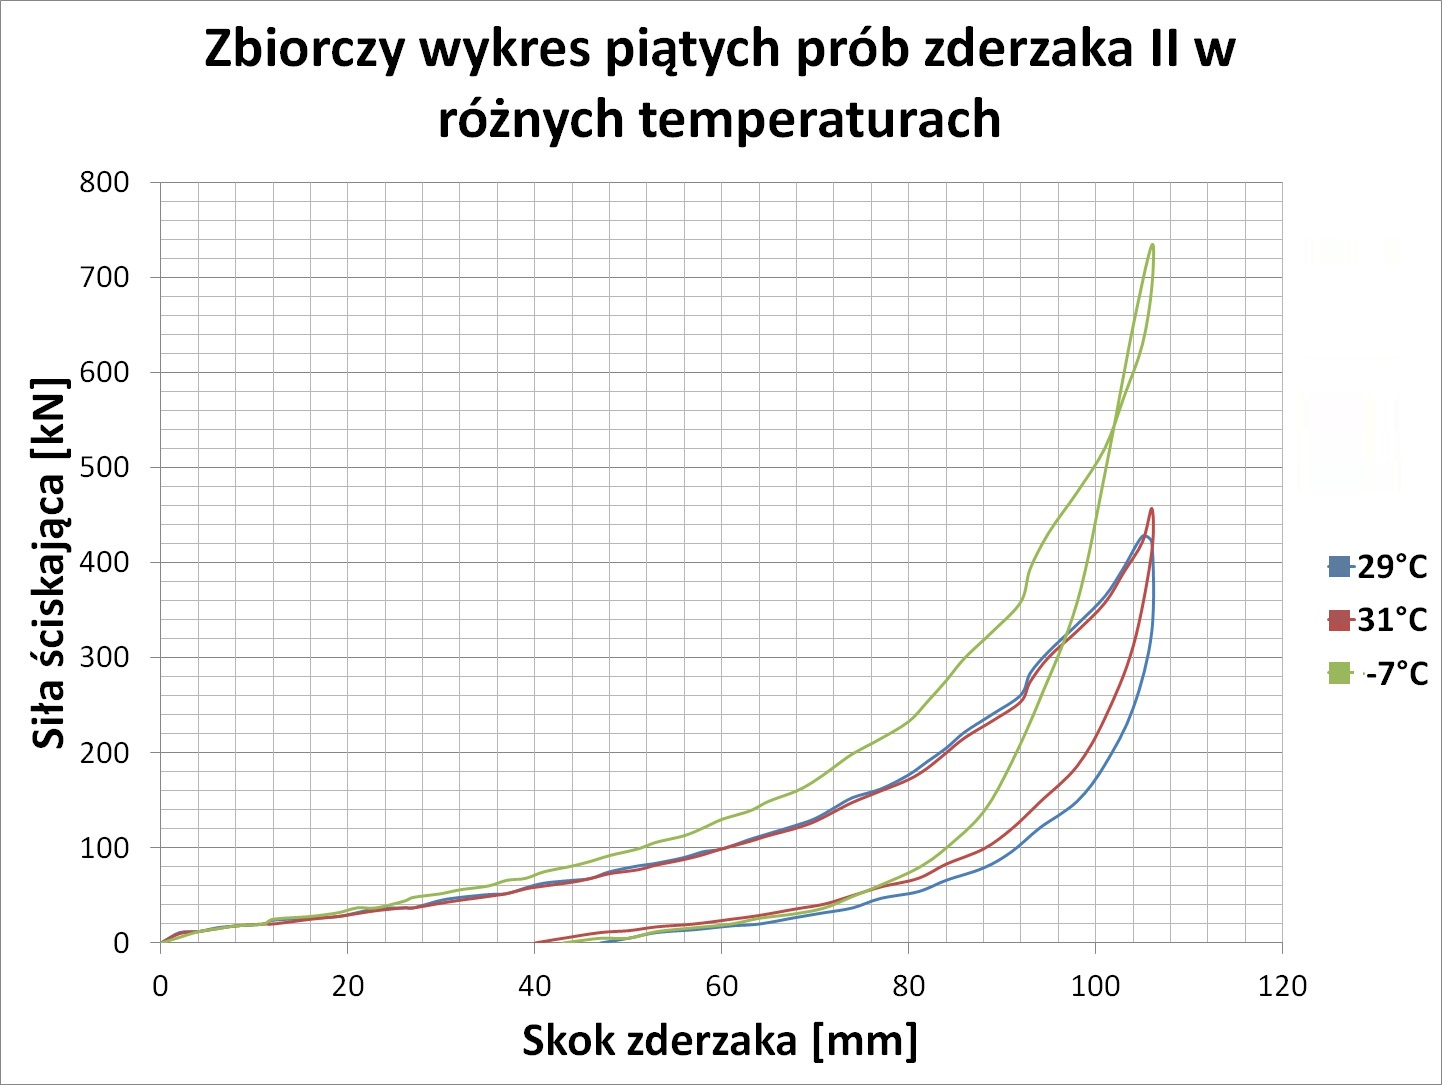 Zbiorczy wykres piątych prób zderzaka II w
różnych temperaturach
800
700
600
500
400
300
200
100
0
Siła ściskająca [kN]
0 20 40 60 80 100 120
Skok zderzaka [mm]
29°C
31°C
-7°C